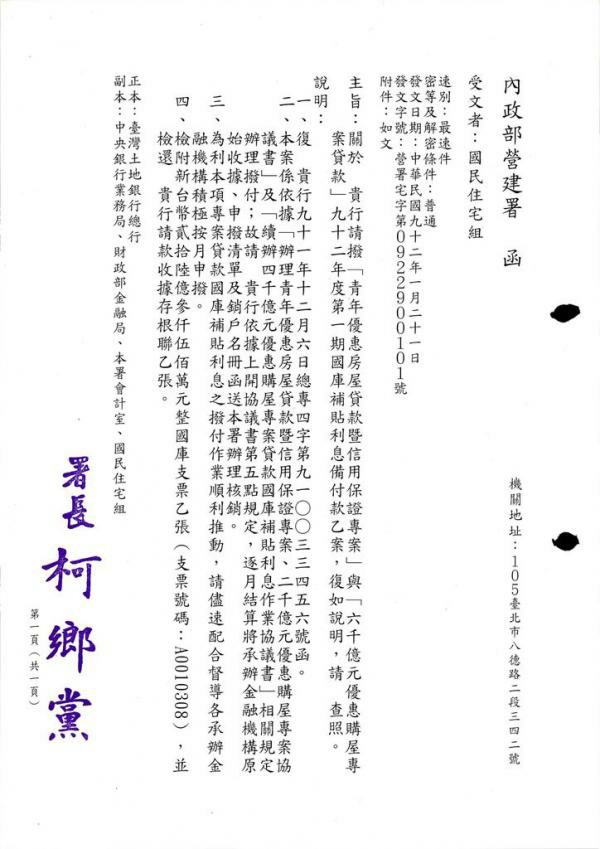 機關地址：105臺北市八德路二段三四二號
內政部營建署　函
受文者：國民住宅組
速別：最速件
密等及解密條件：普通
發文日期：中華民國九十二年一月二十一日
發文字號：營署宅字第0922900101號
附件：如文
主旨：關於　貴行請撥「青年優惠房屋貸款暨信用保證專案」與「六千億元優惠購屋專
案貸款」九十二年度第一期國庫補貼利息備付款乙案，復如說明，請　查照。
說明：
一、復　貴行九十一年十二月六日總專四字第九一００三三四五六號函。
二、本案係依據「辦理青年優惠房屋貸款暨信用保證專案、二千億元優惠購屋專案協
議書」及「續辦四千億元優惠購屋專案貸款國庫補貼利息作業協議書」相關規定
辦理撥付；故請　貴行依據上開協議書第五點規定，逐月結算將承辦金融機構原
始收據、申撥清單及銷戶名冊函送本署辦理核銷。
三、為利本項專案貸款國庫補貼利息之撥付作業順利推動，請儘速配合督導各承辦金
融機構積極按月申撥。
四、檢附新台幣貳拾陸億參仟伍佰萬元整國庫支票乙張（支票號碼：A0010308），並
檢還　貴行請款收據存根聯乙張。
正本：臺灣土地銀行總行
副本：中央銀行業務局、財政部金融局、本署會計室、國民住宅組
署長　柯鄉黨
第一頁（共一頁）